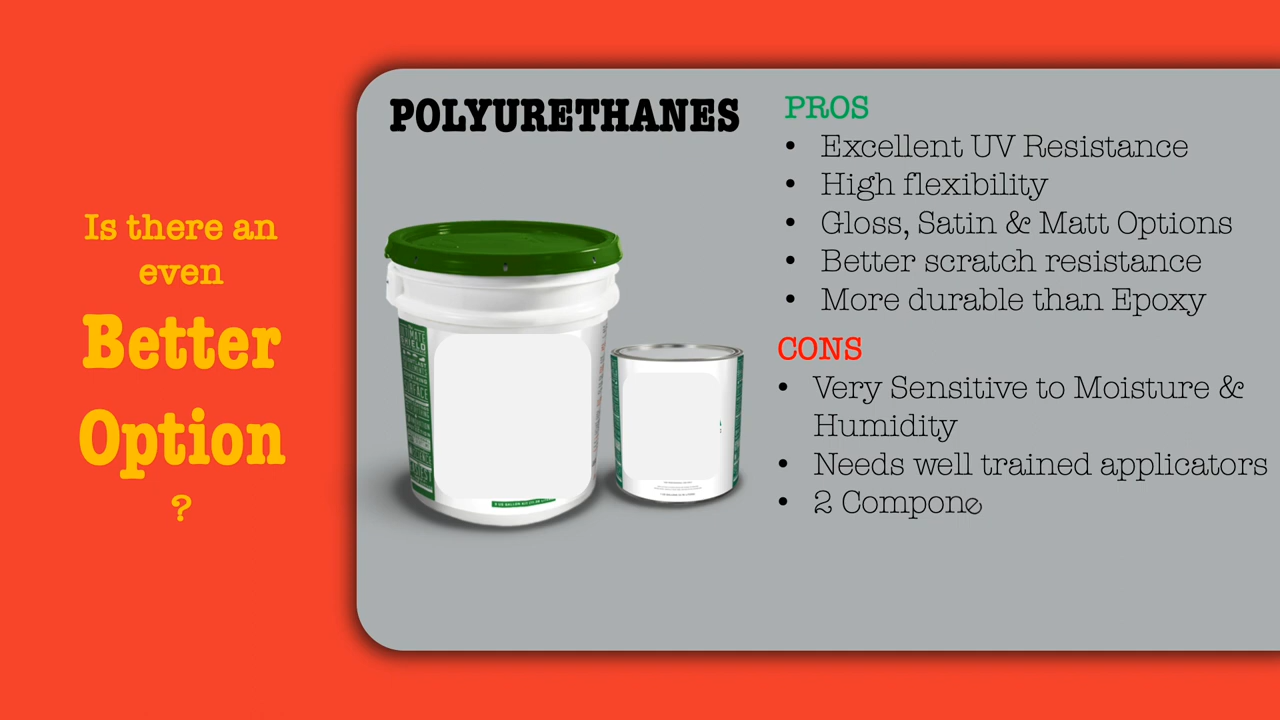 Is there an
even
Better
Option
?
POLYURETHANES
PROS
• Excellent UV Resistance
• High flexibility
• Gloss, Satin & Matt Options
• Better scratch resistance
• More durable than Epoxy
CONS
• Very Sensitive to Moisture &
Humidity
• Needs well trained applicators
• 2 Compone